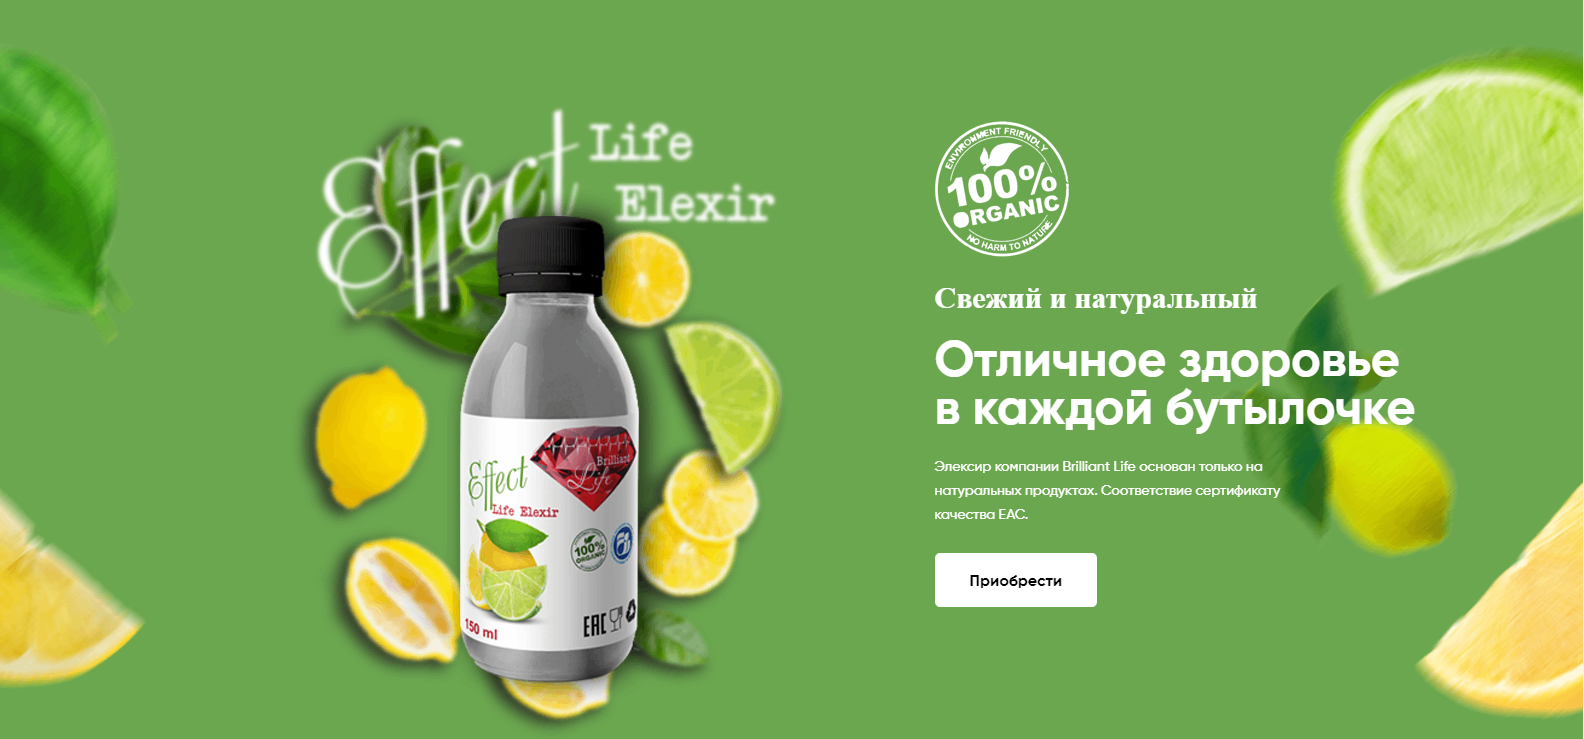 Effect
Life
Elexir
ENVIRONMENT FRIENDLY
100%
ORGANIC
NO HARM TO NATURE
Свежий и натуральный
Отличное здоровье
в каждой бутылочке
Элексир компании Brilliant Life основан только на
натуральных продуктах. Соответствие сертификату
качества EAC.
Приобрести
Brilliant
Life
Effect
Life Elexir
100%
ORGANIC
150 ml
EAC